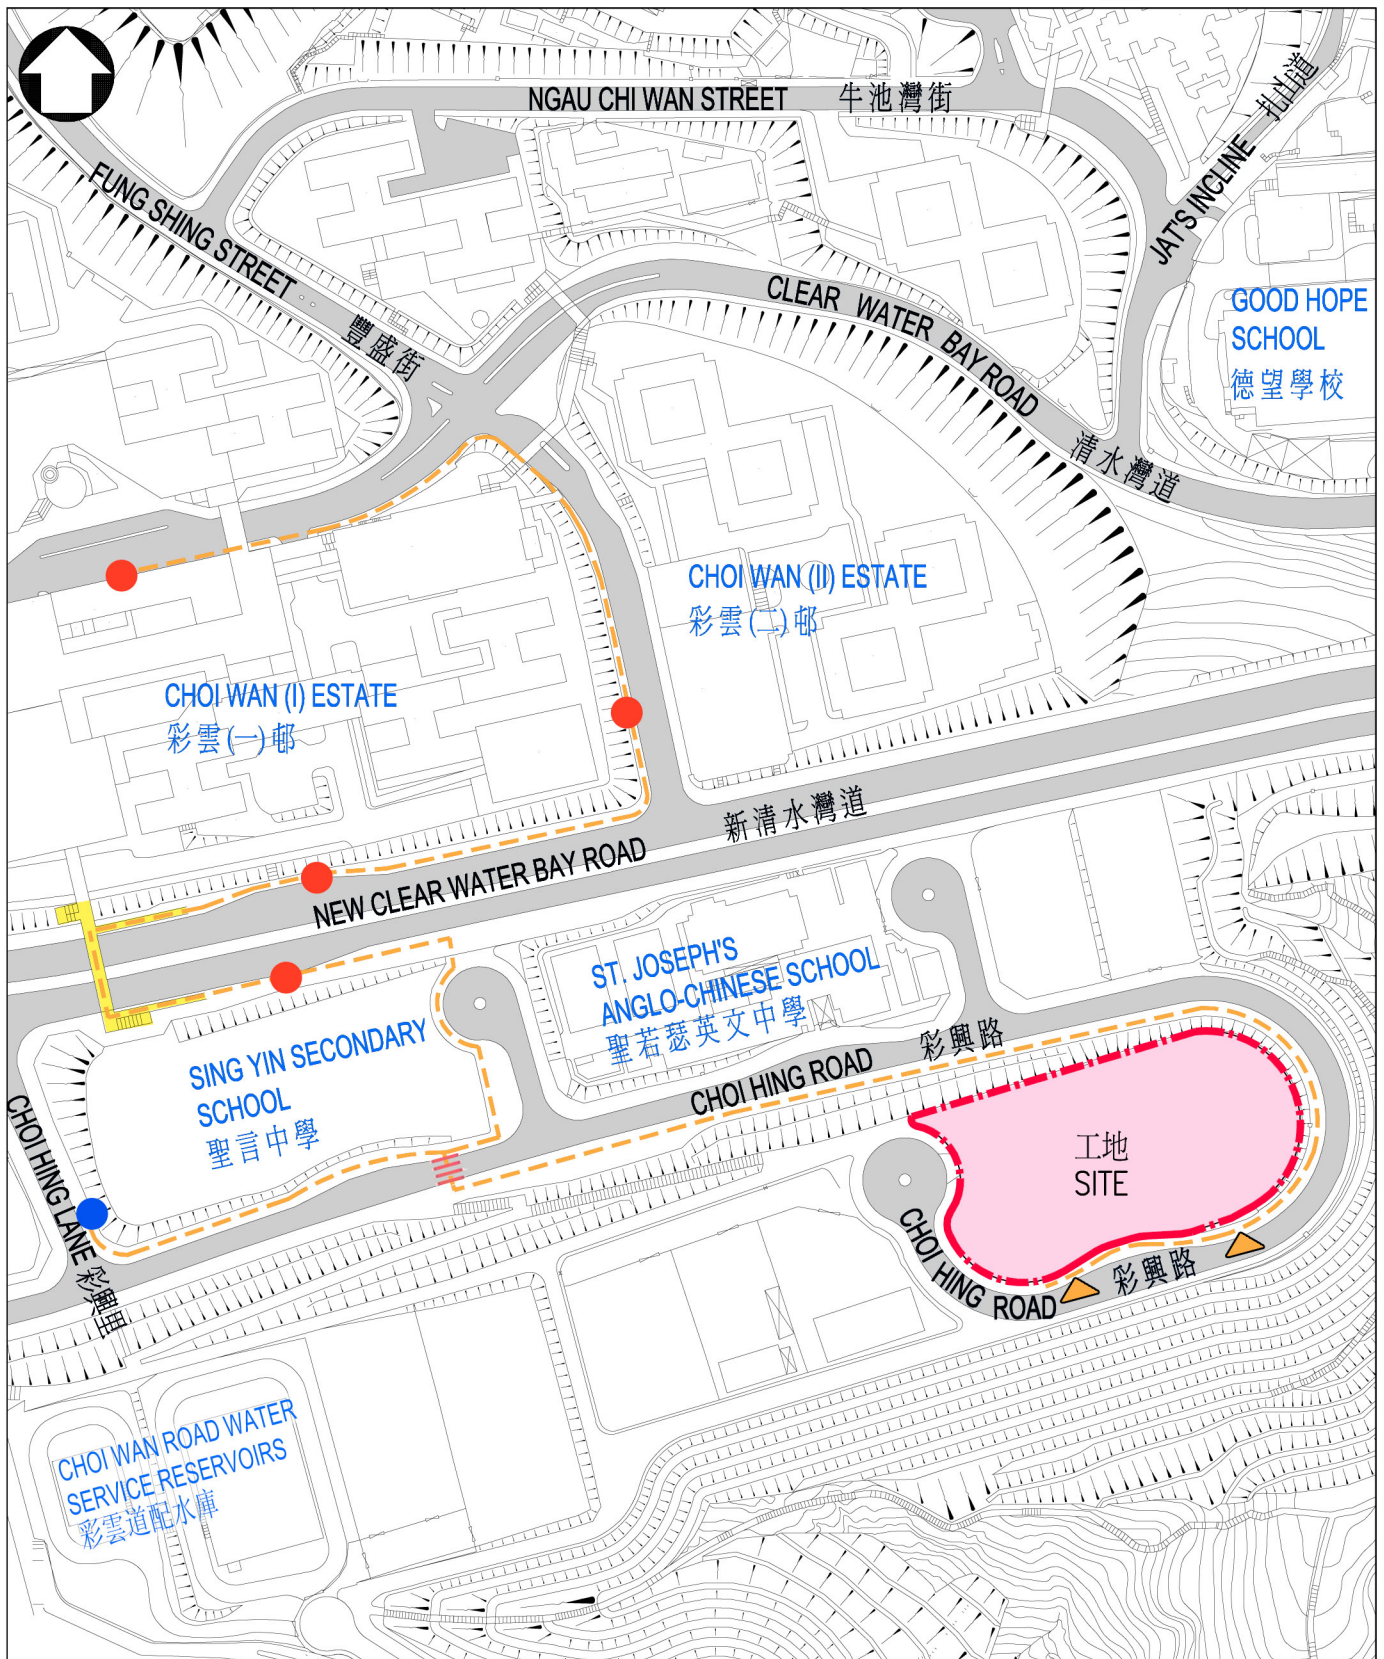 NGAU CHI WAN STREET 牛池灣街
JAT'S INCLINE 扎山道
FUNG SHING STREET
豐盛街
CLEAR WATER BAY ROAD
清水灣道
GOOD HOPE
SCHOOL
德望學校
CHOI WAN (II) ESTATE
彩雲(二)邨
CHOI WAN (I) ESTATE
彩雲(一)邨
NEW CLEAR WATER BAY ROAD
新清水灣道
ST. JOSEPH'S
ANGLO-CHINESE SCHOOL
聖若瑟英文中學
SING YIN SECONDARY
SCHOOL
聖言中學
CHOI HING ROAD
彩興路
工地
SITE
CHOI HING LANE 彩興里
CHOI HING ROAD
彩興路
CHOI WAN ROAD WATER
SERVICE RESERVOIRS
彩雲道配水庫